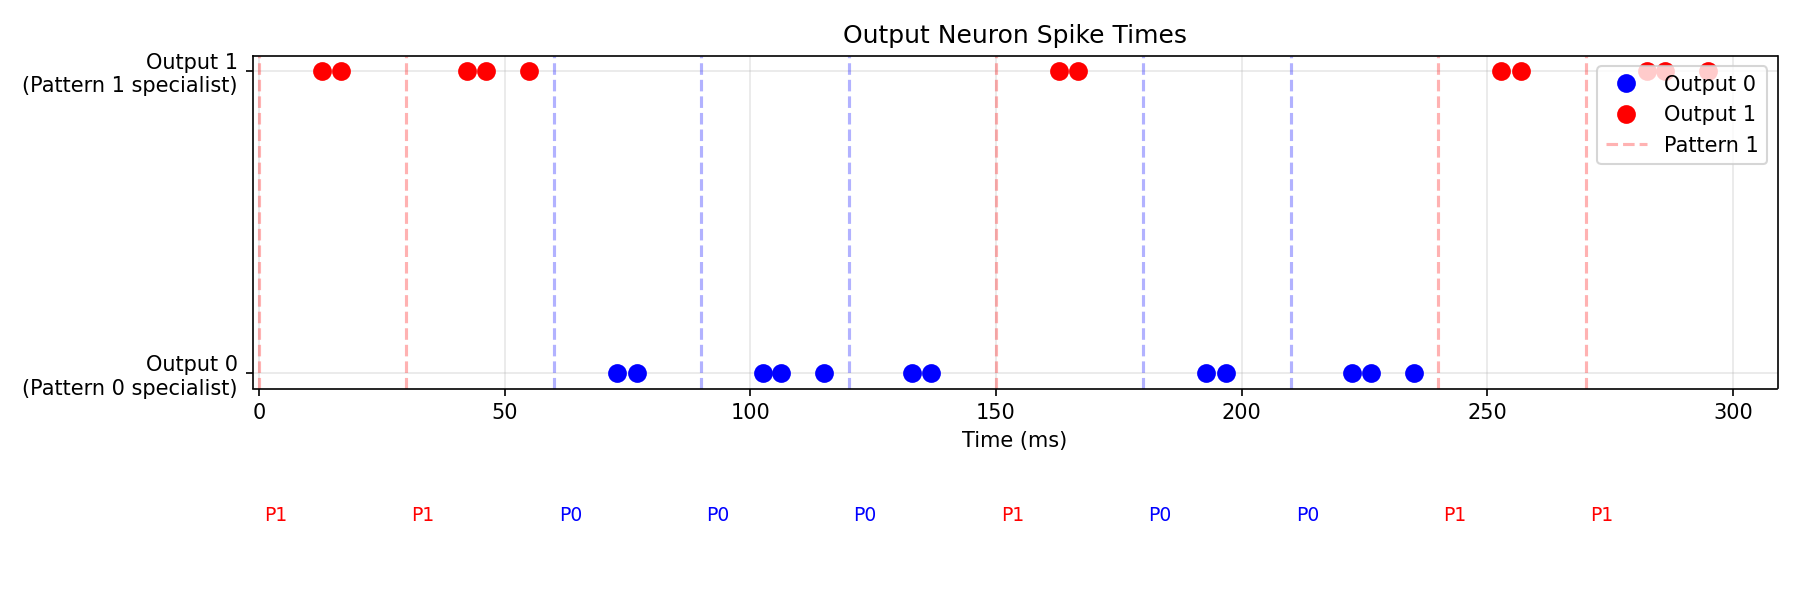 Output Neuron Spike Times
Output 1
(Pattern 1 specialist)
Output 0
Output 1
Pattern 1
Output 0
(Pattern 0 specialist)
0 50 100 150 200 250 300
Time (ms)
P1 P1 P0 P0 P0 P1 P0 P0 P1 P1